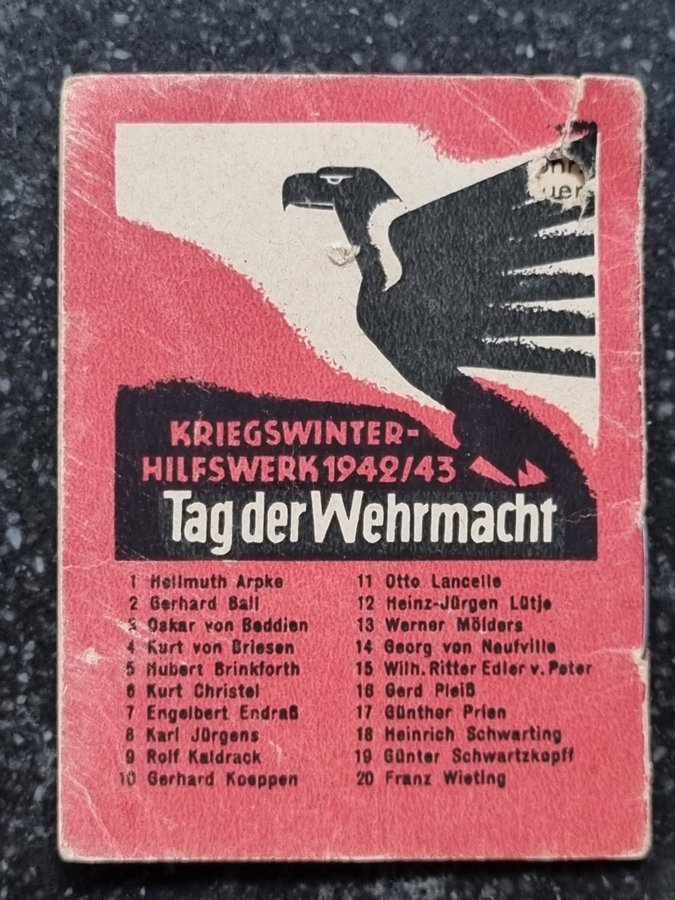 KRIEGSWINTER-
HILFSWERK 1942/43
Tag der Wehrmacht
1 Hellmuth Arpke
2 Gerhard Ball
3 Oskar von Beddien
4 Kurt von Briesen
5 Hubert Brinkforth
6 Kurt Christel
7 Engelbert Endraß
8 Karl Jürgens
9 Rolf Kaldrack
10 Gerhard Koeppen
11 Otto Lancelle
12 Heinz-Jürgen Lütje
13 Werner Mölders
14 Georg von Neufville
15 Wilh. Ritter Edler v. Peter
16 Gerd Pleiß
17 Günther Prien
18 Heinrich Schwarting
19 Günter Schwartzkopff
20 Franz Wieting